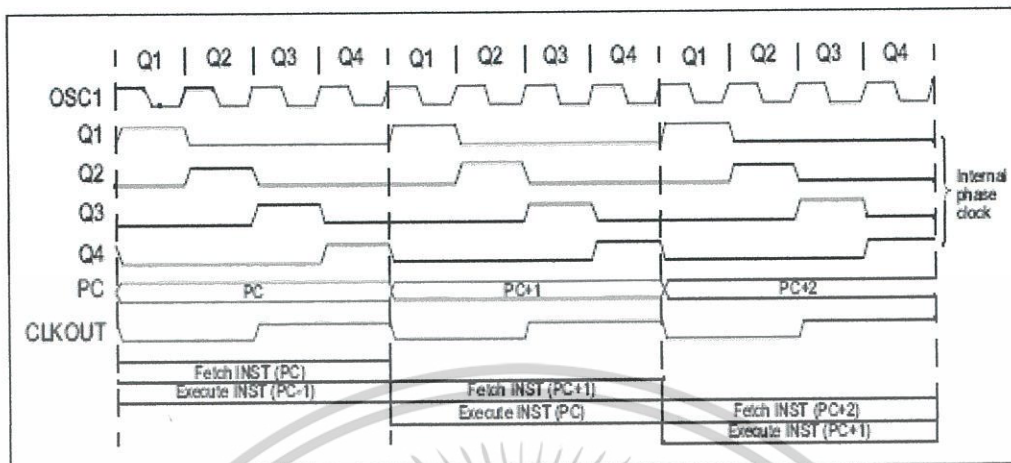 Q1 | Q2 | Q3 | Q4 | Q1 | Q2 | Q3 | Q4 | Q1 | Q2 | Q3 | Q4
OSC1
Q1
Q2
Q3
Q4
Internal
phase
clock
PC
PC
PC+1
PC+2
CLKOUT
Fetch INST (PC)
Execute INST (PC-1)
Fetch INST (PC+1)
Execute INST (PC)
Fetch INST (PC+2)
Execute INST (PC+1)